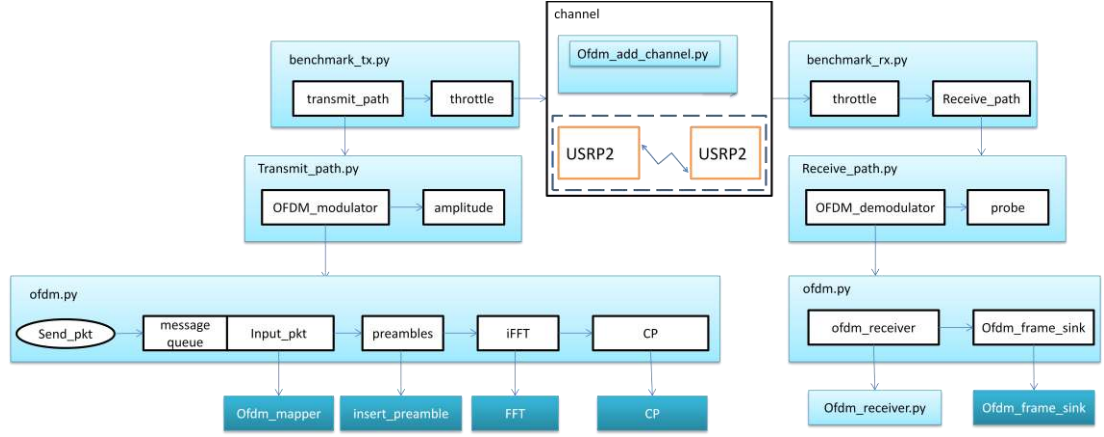 channel
Ofdm_add_channel.py
benchmark_tx.py
transmit_path
throttle
benchmark_rx.py
throttle
Receive_path
USRP2
USRP2
Transmit_path.py
OFDM_modulator
amplitude
Receive_path.py
OFDM_demodulator
probe
ofdm.py
Send_pkt
message
queue
Input_pkt
preambles
iFFT
CP
ofdm.py
ofdm_receiver
Ofdm_frame_sink
Ofdm_mapper
insert_preamble
FFT
CP
Ofdm_receiver.py
Ofdm_frame_sink